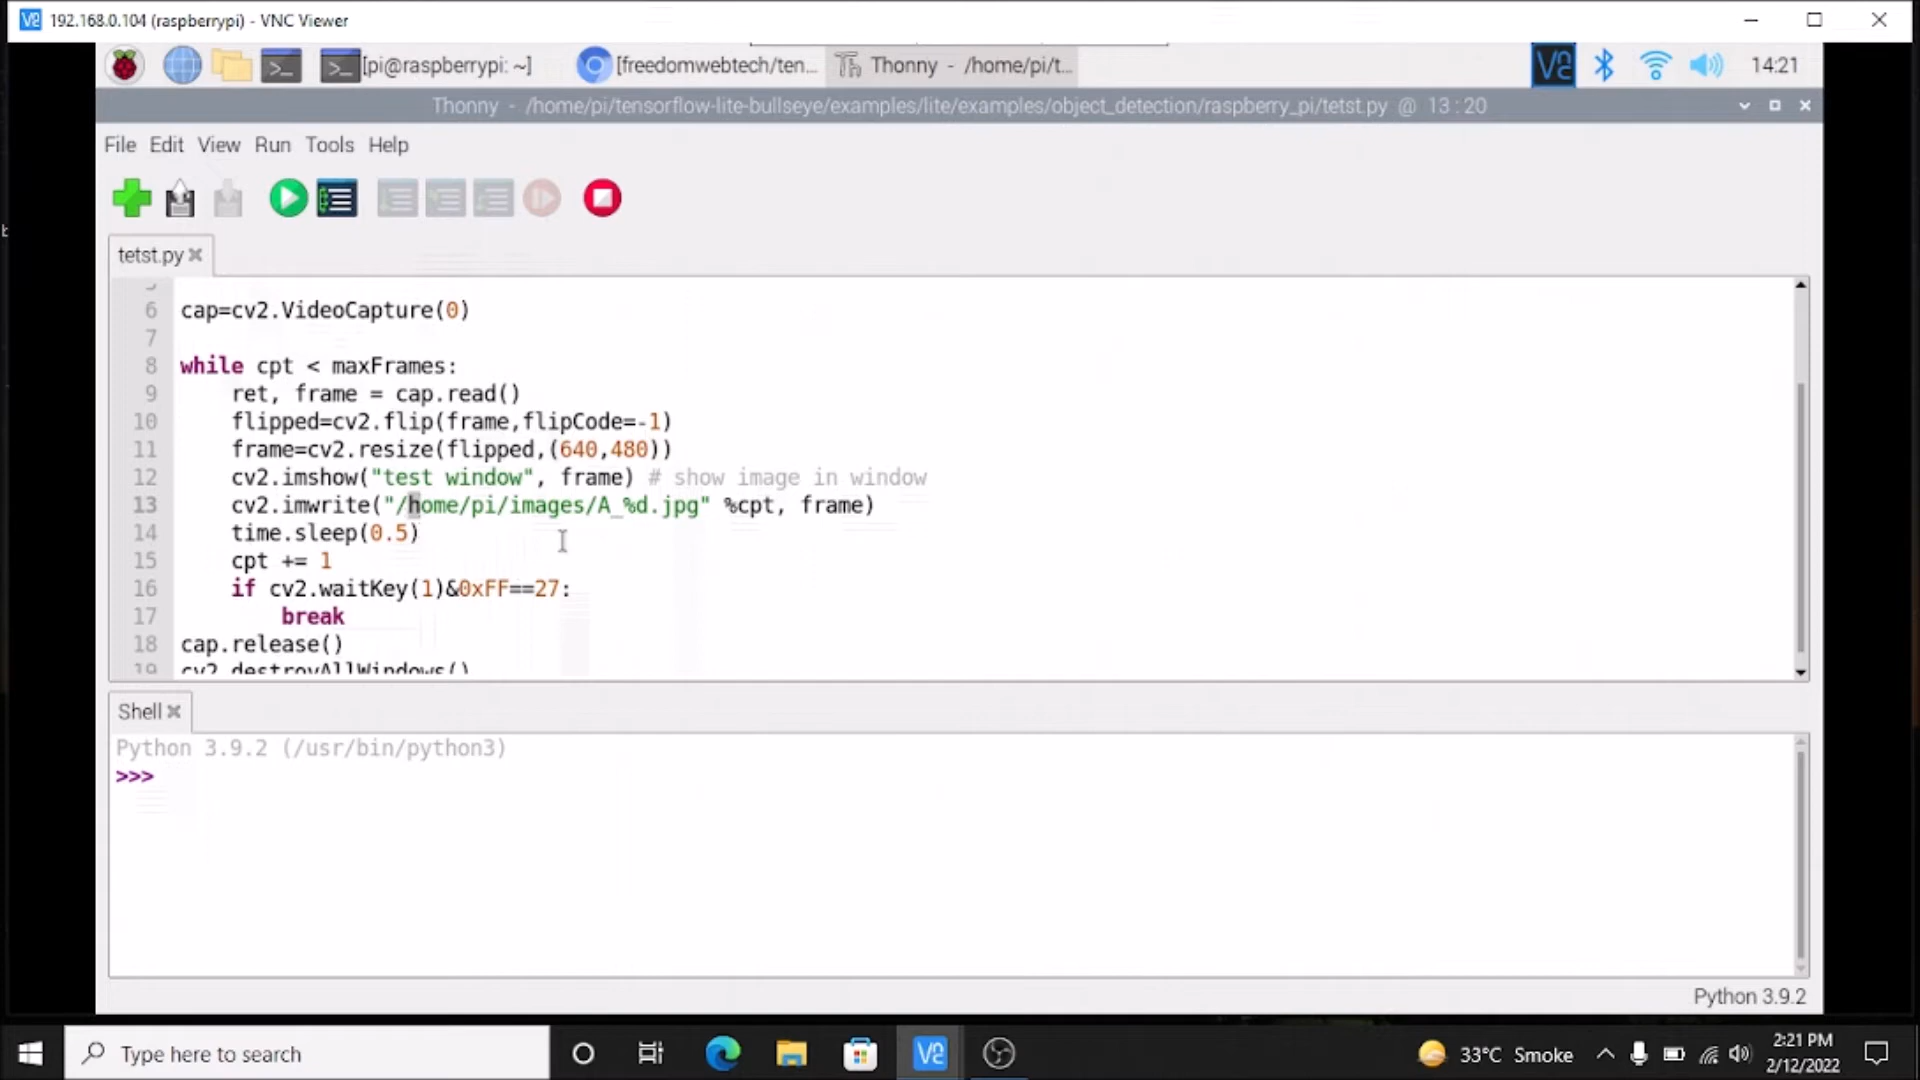 192.168.0.104 (raspberrypi) - VNC Viewer
[pi@raspberrypi: ~]
[freedomwebtech/ten...
Thonny - /home/pi/t...
14:21
Thonny - /home/pi/tensorflow-lite-bullseye/examples/lite/examples/object_detection/raspberry_pi/tetst.py @ 13 : 20
File Edit View Run Tools Help
tetst.py
6 cap=cv2.VideoCapture(0)
7
8 while cpt < maxFrames:
9 ret, frame = cap.read()
10 flipped=cv2.flip(frame,flipCode=-1)
11 frame=cv2.resize(flipped,(640,480))
12 cv2.imshow("test window", frame) # show image in window
13 cv2.imwrite("/home/pi/images/A_%d.jpg" %cpt, frame)
14 time.sleep(0.5)
15 cpt += 1
16 if cv2.waitKey(1)&0xFF==27:
17 break
18 cap.release()
19 cv2.destroyAllWindows()
Shell
Python 3.9.2 (/usr/bin/python3)
>>>
Python 3.9.2
Type here to search
33°C Smoke
2:21 PM
2/12/2022